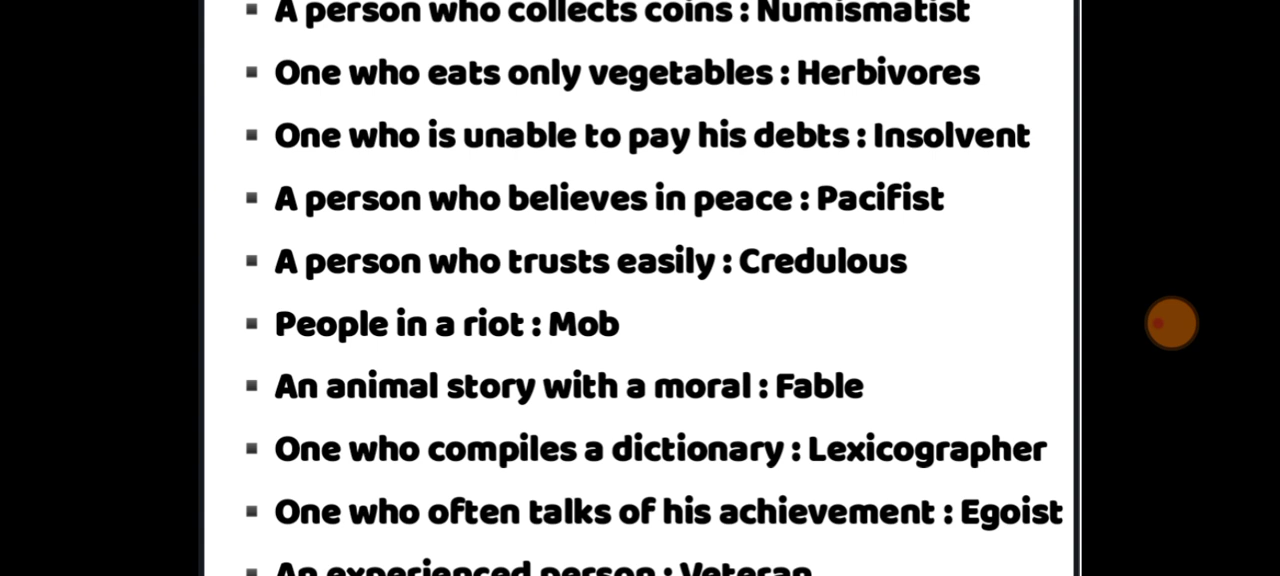 ▪ A person who collects coins : Numismatist
▪ One who eats only vegetables : Herbivores
▪ One who is unable to pay his debts : Insolvent
▪ A person who believes in peace : Pacifist
▪ A person who trusts easily : Credulous
▪ People in a riot : Mob
▪ An animal story with a moral : Fable
▪ One who compiles a dictionary : Lexicographer
▪ One who often talks of his achievement : Egoist
▪ An experienced person : Veteran